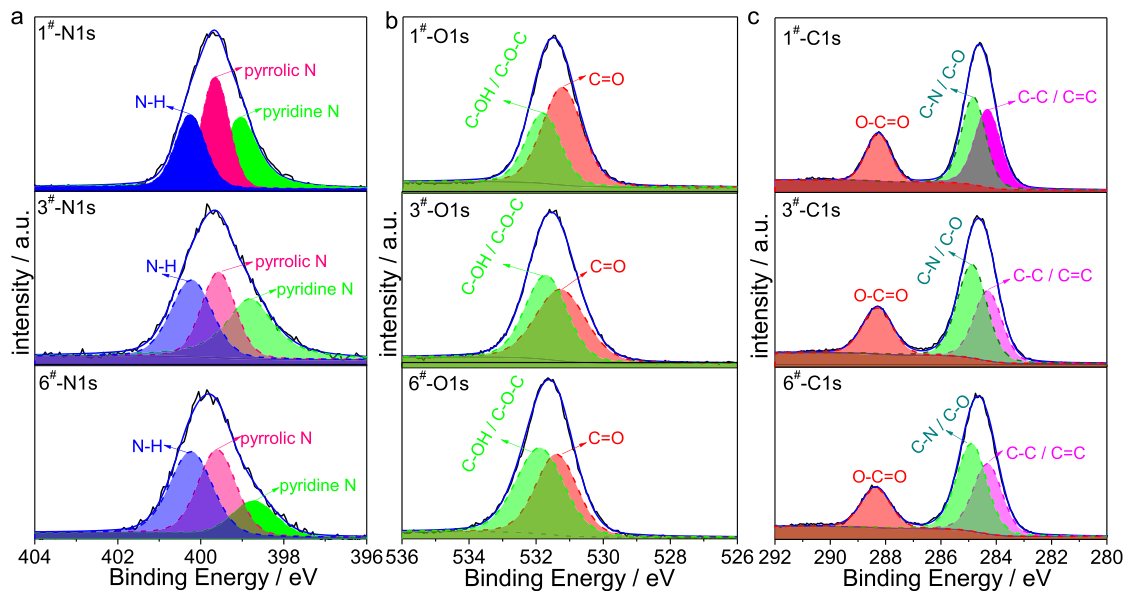 a
1#-N1s
pyrrolic N
N-H
pyridine N
3#-N1s
N-H
pyrrolic N
pyridine N
6#-N1s
N-H
pyrrolic N
pyridine N
intensity / a.u.
404 402 400 398 396
Binding Energy / eV
b
1#-O1s
C-OH / C-O-C
C=O
3#-O1s
C-OH / C-O-C
C=O
6#-O1s
C-OH / C-O-C
C=O
intensity / a.u.
536 534 532 530 528 526
Binding Energy / eV
c
1#-C1s
C-N / C-O
C-C / C=C
O-C=O
3#-C1s
C-N / C-O
C-C / C=C
O-C=O
6#-C1s
C-N / C-O
C-C / C=C
O-C=O
intensity / a.u.
292 290 288 286 284 282 280
Binding Energy / eV